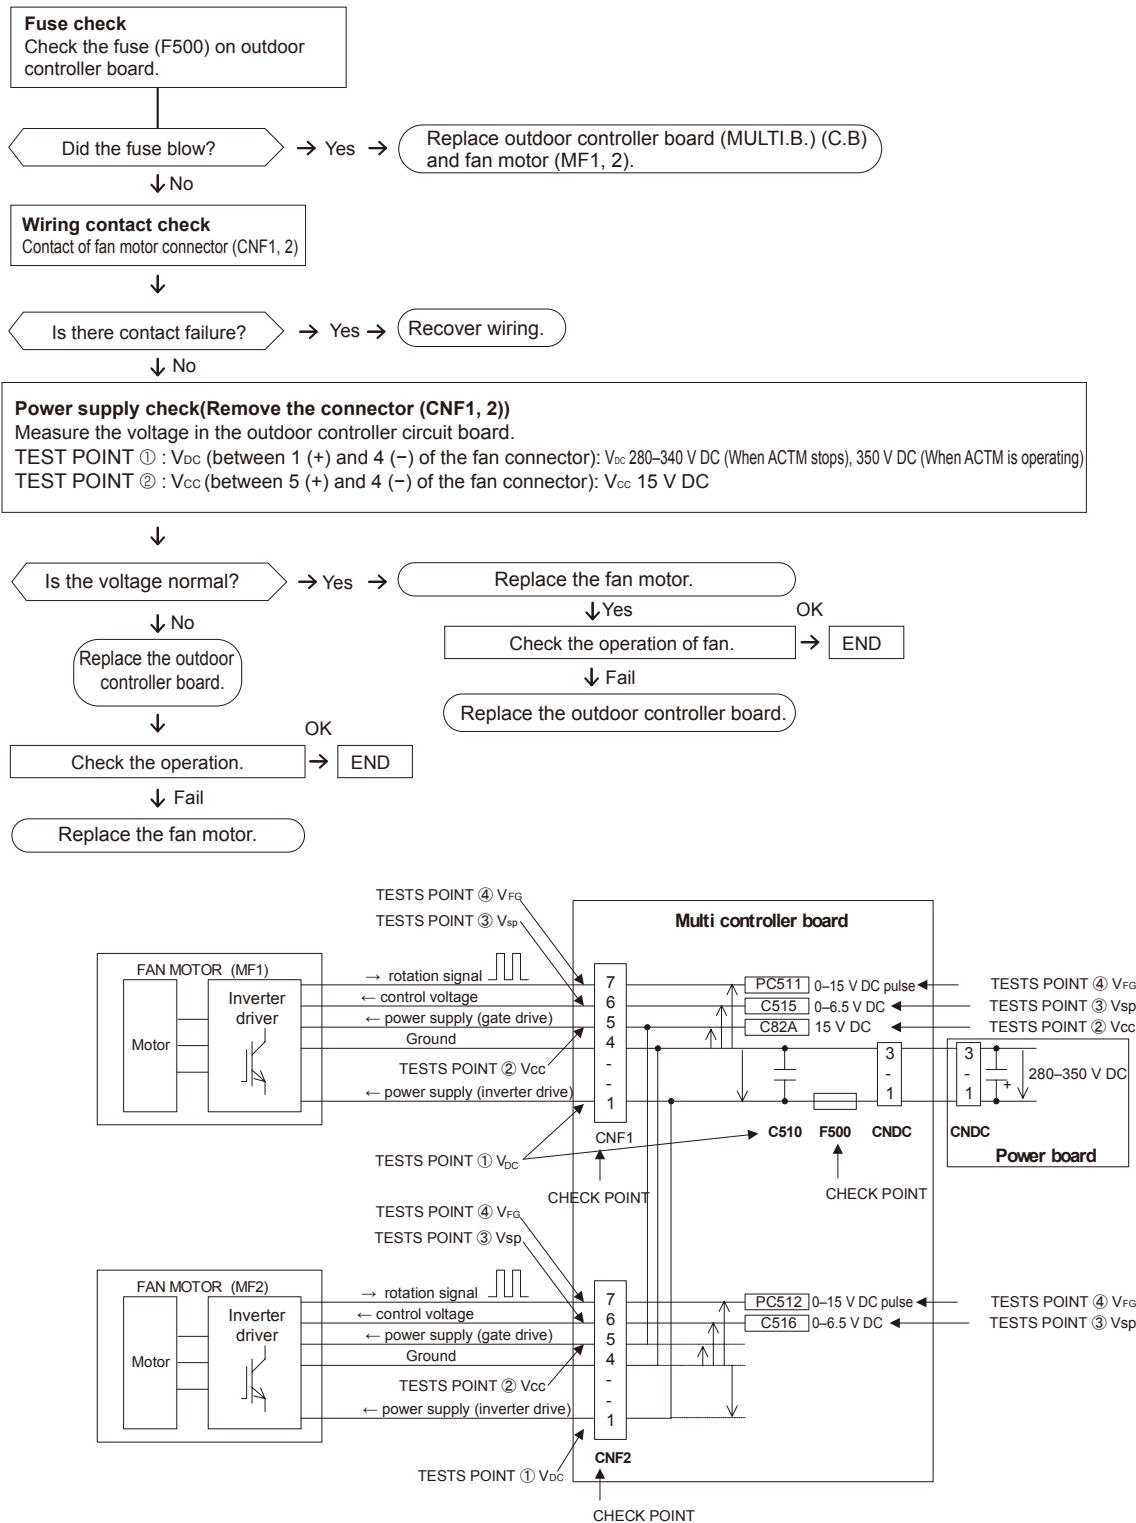 Fuse check
Check the fuse (F500) on outdoor
controller board.
Did the fuse blow?
→ Yes →
Replace outdoor controller board (MULTI.B.) (C.B)
and fan motor (MF1, 2).
↓ No
Wiring contact check
Contact of fan motor connector (CNF1, 2)
Is there contact failure?
→ Yes →
Recover wiring.
↓ No
Power supply check(Remove the connector (CNF1, 2))
Measure the voltage in the outdoor controller circuit board.
TEST POINT ① : VDC (between 1 (+) and 4 (−) of the fan connector): VDC 280–340 V DC (When ACTM stops), 350 V DC (When ACTM is operating)
TEST POINT ② : VCC (between 5 (+) and 4 (−) of the fan connector): VCC 15 V DC
Is the voltage normal?
→ Yes →
Replace the fan motor.
↓ No
↓ Yes
OK
Replace the outdoor
controller board.
Check the operation of fan.
→ END
↓ Fail
Replace the outdoor controller board.
OK
Check the operation.
→ END
↓ Fail
Replace the fan motor.
TESTS POINT ④ VFG
TESTS POINT ③ Vsp
Multi controller board
FAN MOTOR (MF1)
Motor
Inverter
driver
→ rotation signal
← control voltage
← power supply (gate drive)
Ground
TESTS POINT ② Vcc
← power supply (inverter drive)
7
6
5
4
-
-
1
CNF1
PC511 0–15 V DC pulse
C515 0–6.5 V DC
C82A 15 V DC
TESTS POINT ④ VFG
TESTS POINT ③ Vsp
TESTS POINT ② Vcc
3
-
1
3
-
1
+
280–350 V DC
C510 F500 CNDC CNDC
Power board
TESTS POINT ① VDC
CHECK POINT
CHECK POINT
TESTS POINT ④ VFG
TESTS POINT ③ Vsp
FAN MOTOR (MF2)
Motor
Inverter
driver
→ rotation signal
← control voltage
← power supply (gate drive)
Ground
TESTS POINT ② Vcc
← power supply (inverter drive)
7
6
5
4
-
-
1
PC512 0–15 V DC pulse
C516 0–6.5 V DC
TESTS POINT ④ VFG
TESTS POINT ③ Vsp
CNF2
TESTS POINT ① VDC
CHECK POINT